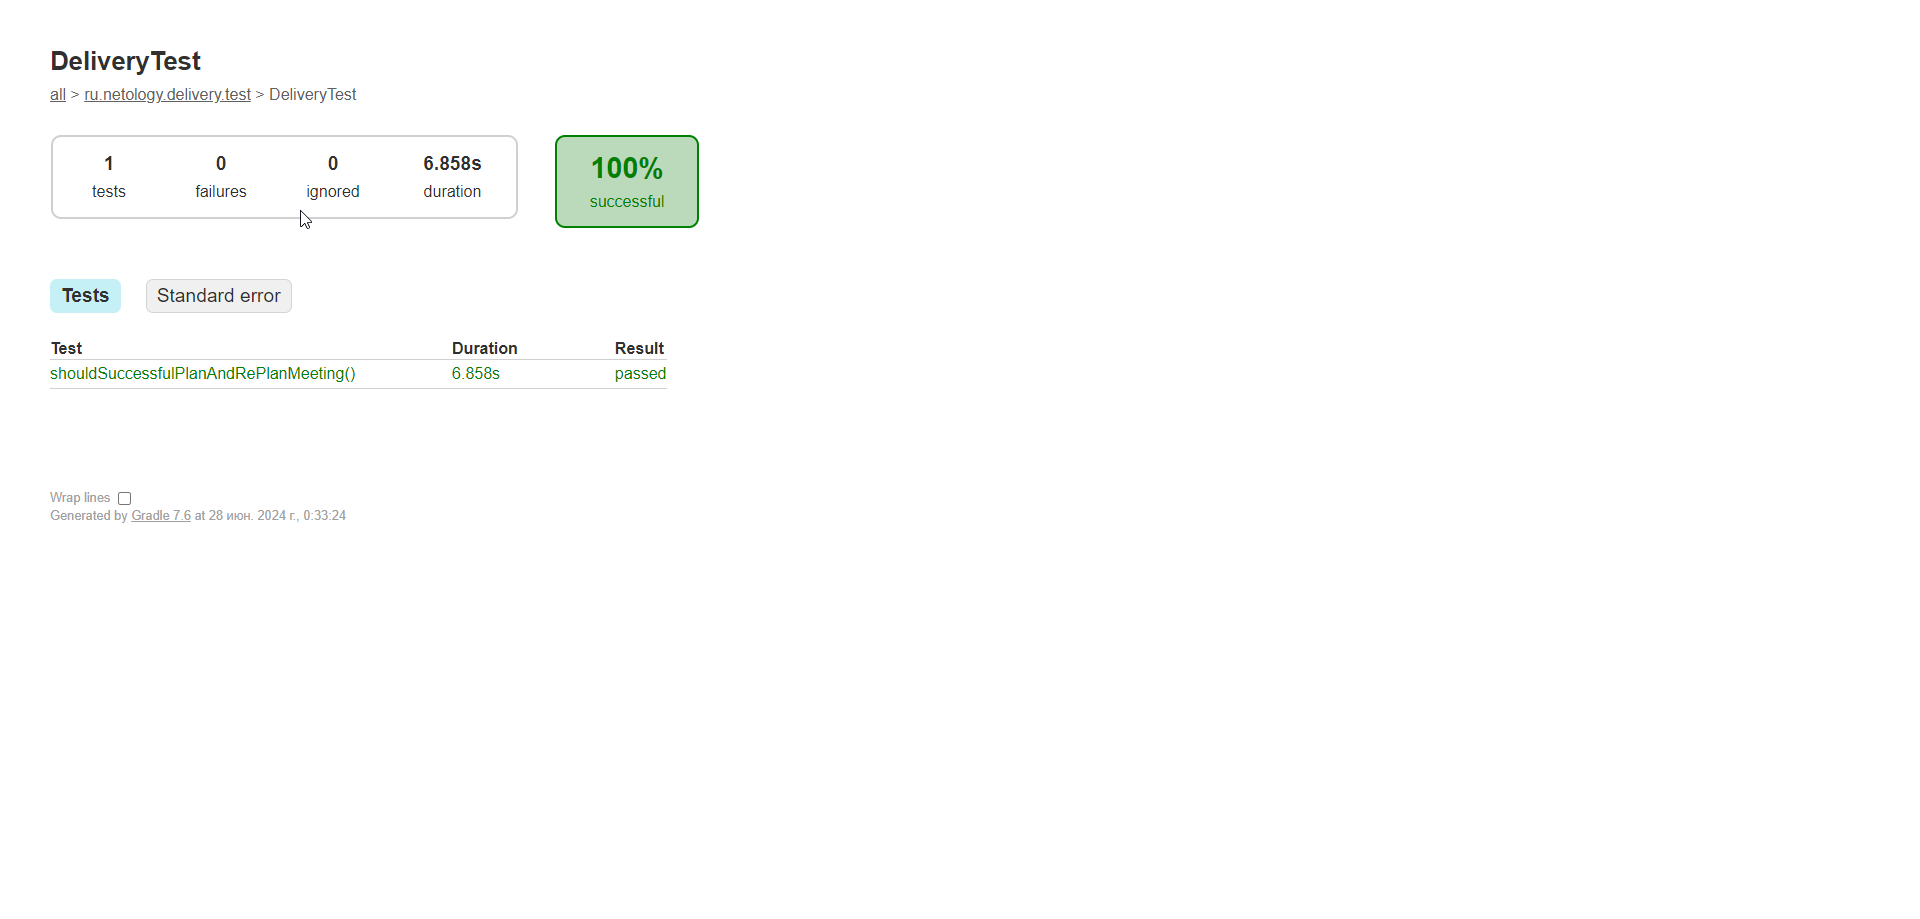 DeliveryTest
all > ru.netology.delivery.test > DeliveryTest
1 0 0 6.858s
tests failures ignored duration
100%
successful
Tests Standard error
Test Duration Result
shouldSuccessfulPlanAndRePlanMeeting() 6.858s passed
Wrap lines
Generated by Gradle 7.6 at 28 июн. 2024 г., 0:33:24